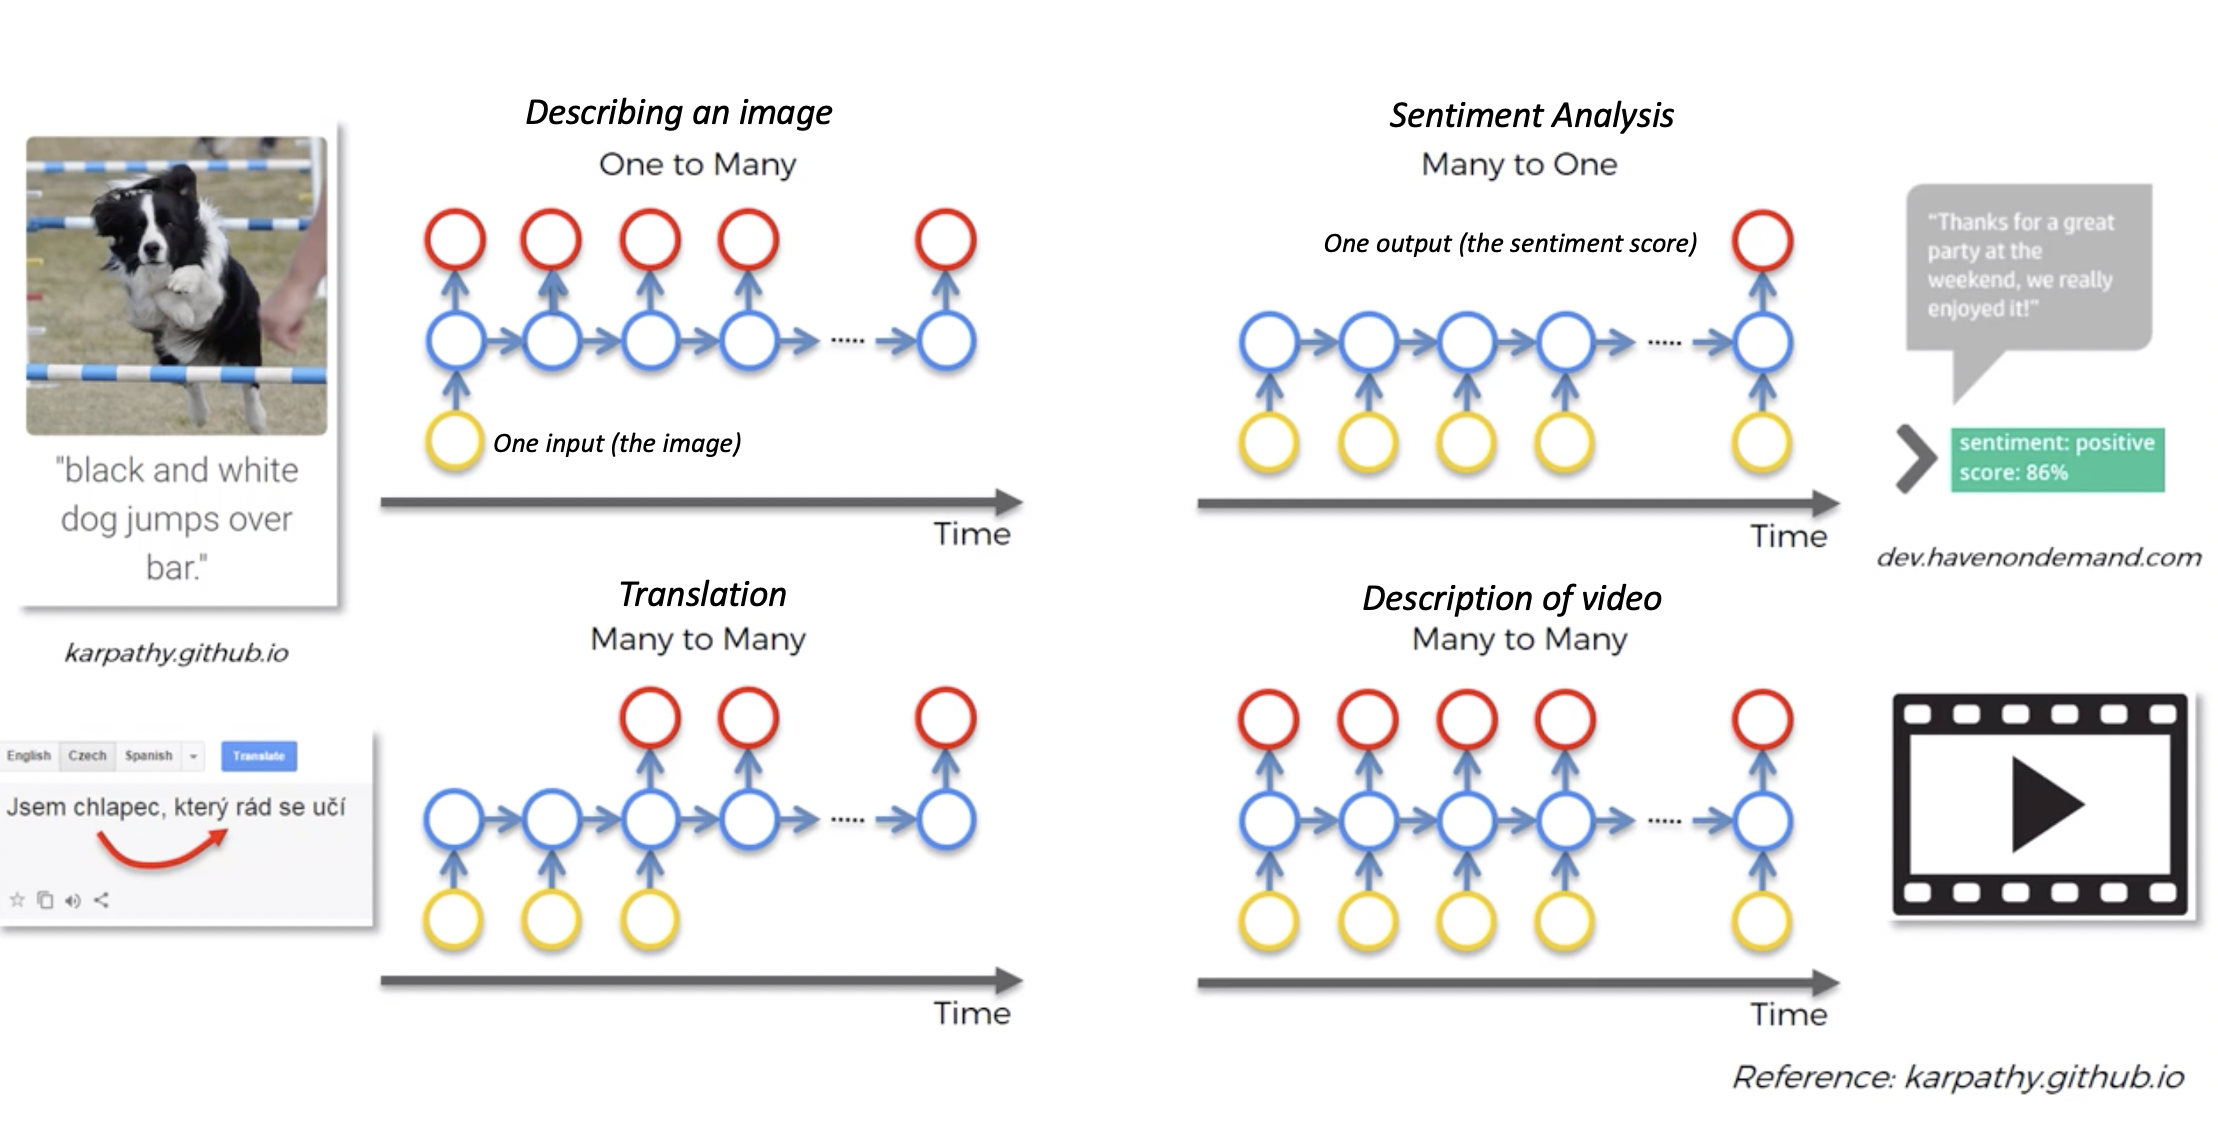 Describing an image
One to Many
One input (the image)
Time
"black and white
dog jumps over
bar."
karpathy.github.io
Sentiment Analysis
Many to One
One output (the sentiment score)
Time
“Thanks for a great
party at the
weekend, we really
enjoyed it!”
sentiment: positive
score: 86%
dev.havenondemand.com
Translation
Many to Many
Time
English Czech Spanish Translate
Jsem chlapec, který rád se učí
Description of video
Many to Many
Time
Reference: karpathy.github.io